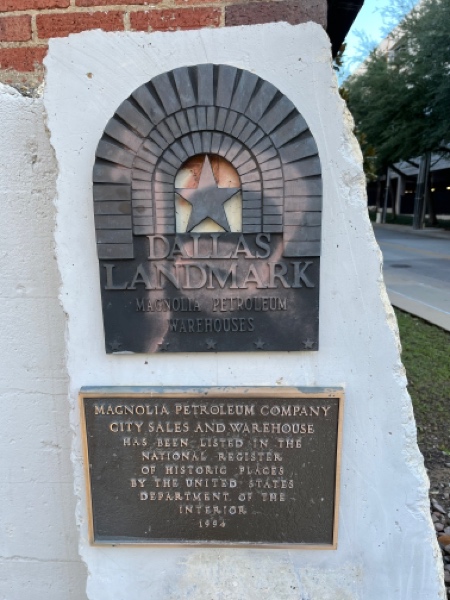 DALLAS
LANDMARK
MAGNOLIA PETROLEUM
WAREHOUSES
MAGNOLIA PETROLEUM COMPANY
CITY SALES AND WAREHOUSE
HAS BEEN LISTED IN THE
NATIONAL REGISTER
OF HISTORIC PLACES
BY THE UNITED STATES
DEPARTMENT OF THE
INTERIOR
1994